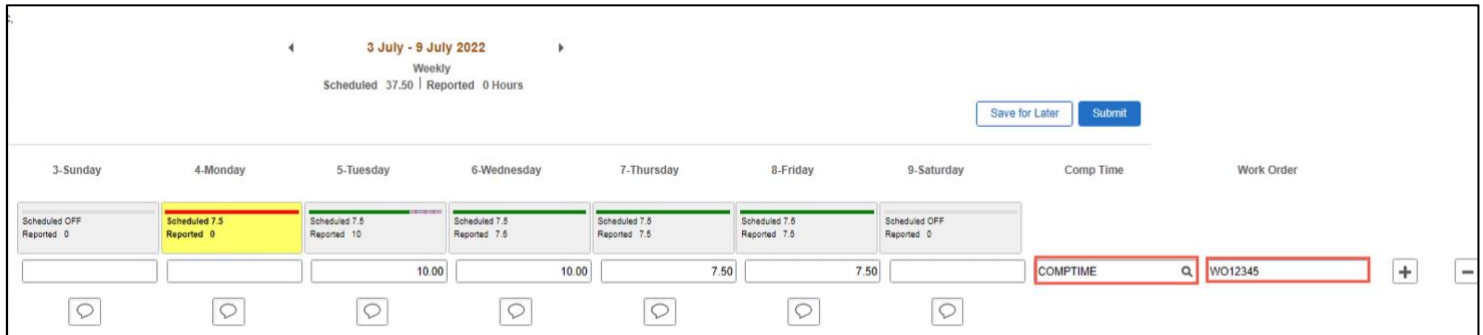 3 July - 9 July 2022
Weekly
Scheduled 37.50 | Reported 0 Hours
Save for Later Submit
3-Sunday 4-Monday 5-Tuesday 6-Wednesday 7-Thursday 8-Friday 9-Saturday Comp Time Work Order
Scheduled OFF Scheduled 7.5 Scheduled 7.5 Scheduled 7.5 Scheduled 7.5 Scheduled 7.5 Scheduled OFF
Reported 0 Reported 0 Reported 10 Reported 7.5 Reported 7.5 Reported 7.5 Reported 0
10.00 10.00 7.50 7.50 COMPTIME WO12345